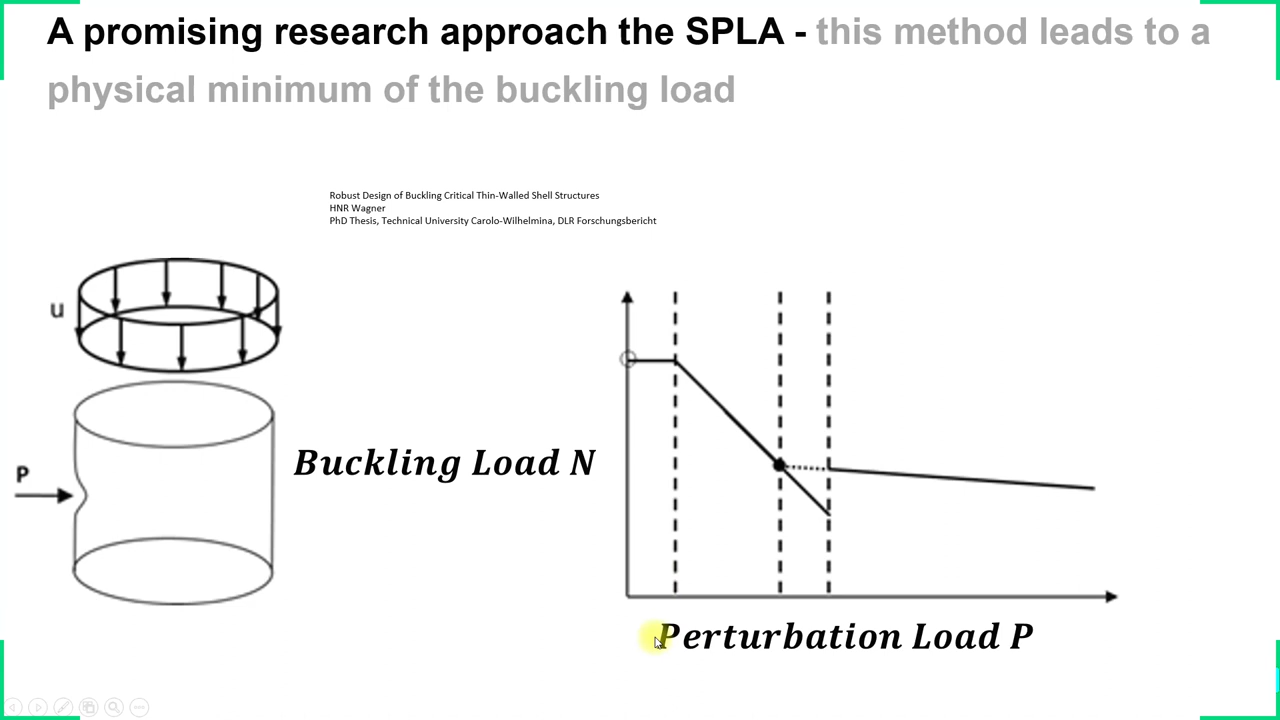 A promising research approach the SPLA - this method leads to a
physical minimum of the buckling load
Robust Design of Buckling Critical Thin-Walled Shell Structures
HNR Wagner
PhD Thesis, Technical University Carolo-Wilhelmina, DLR Forschungsbericht
u
P
Buckling Load N
Perturbation Load P